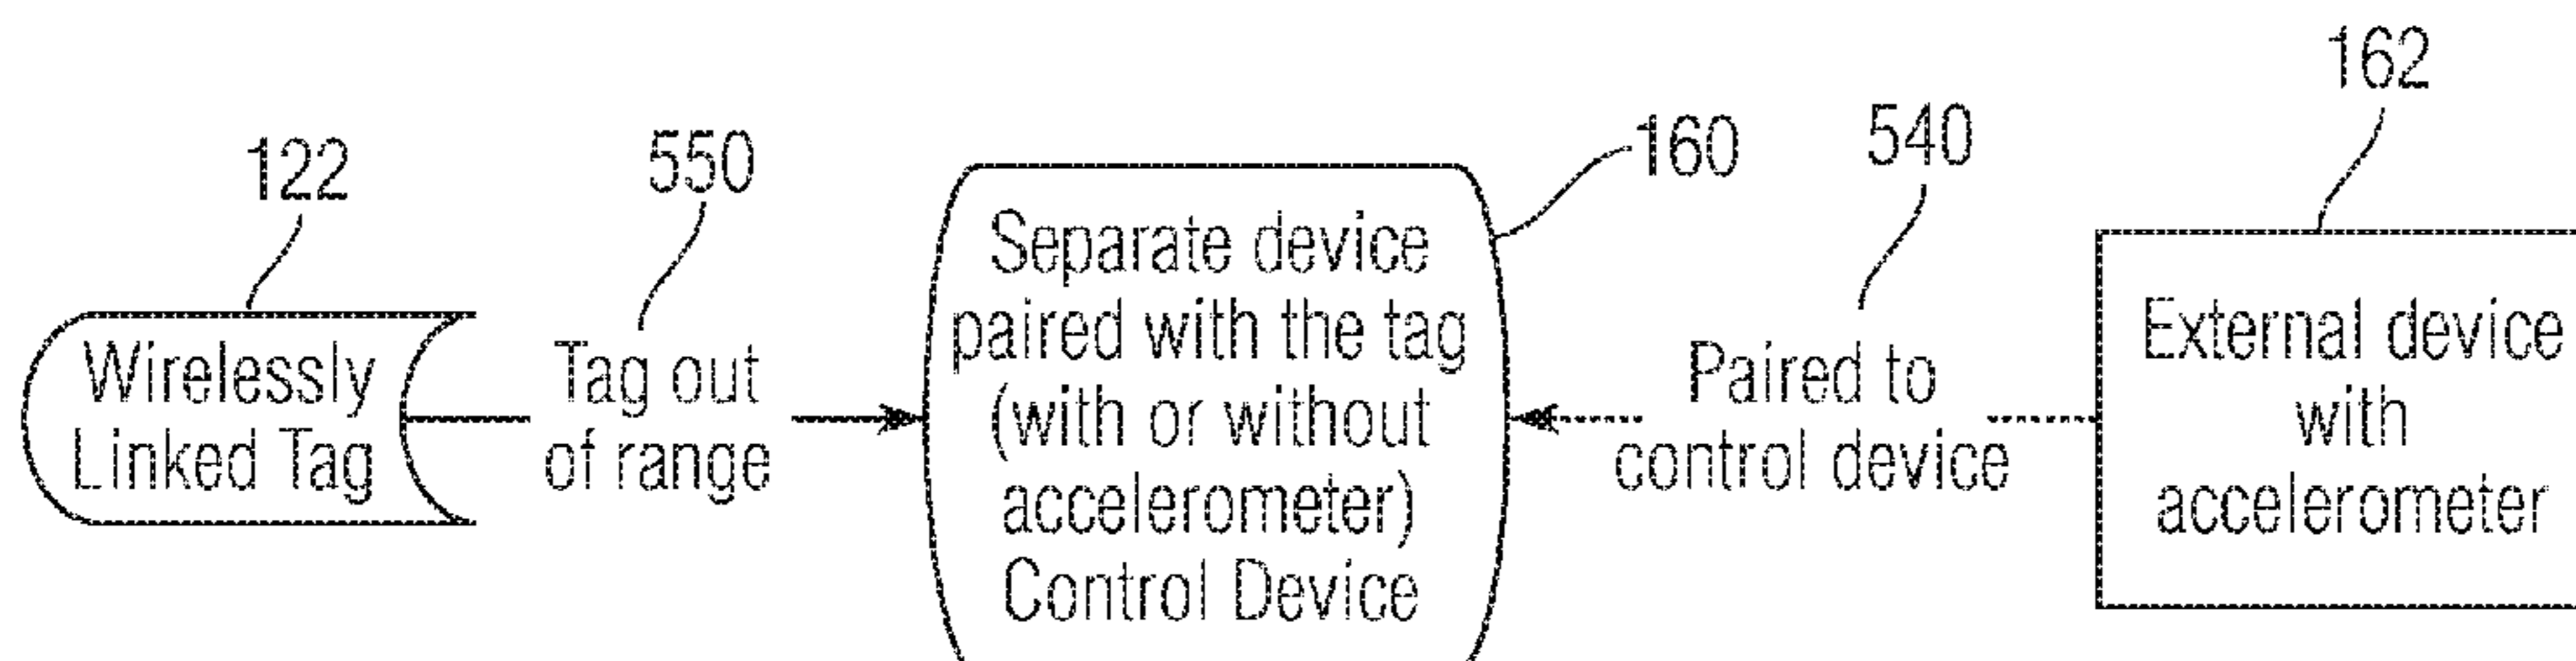 122
Wirelessly
Linked Tag
550
Tag out
of range
160
Separate device
paired with the tag
(with or without
accelerometer)
Control Device
540
Paired to
control device
162
External device
with
accelerometer